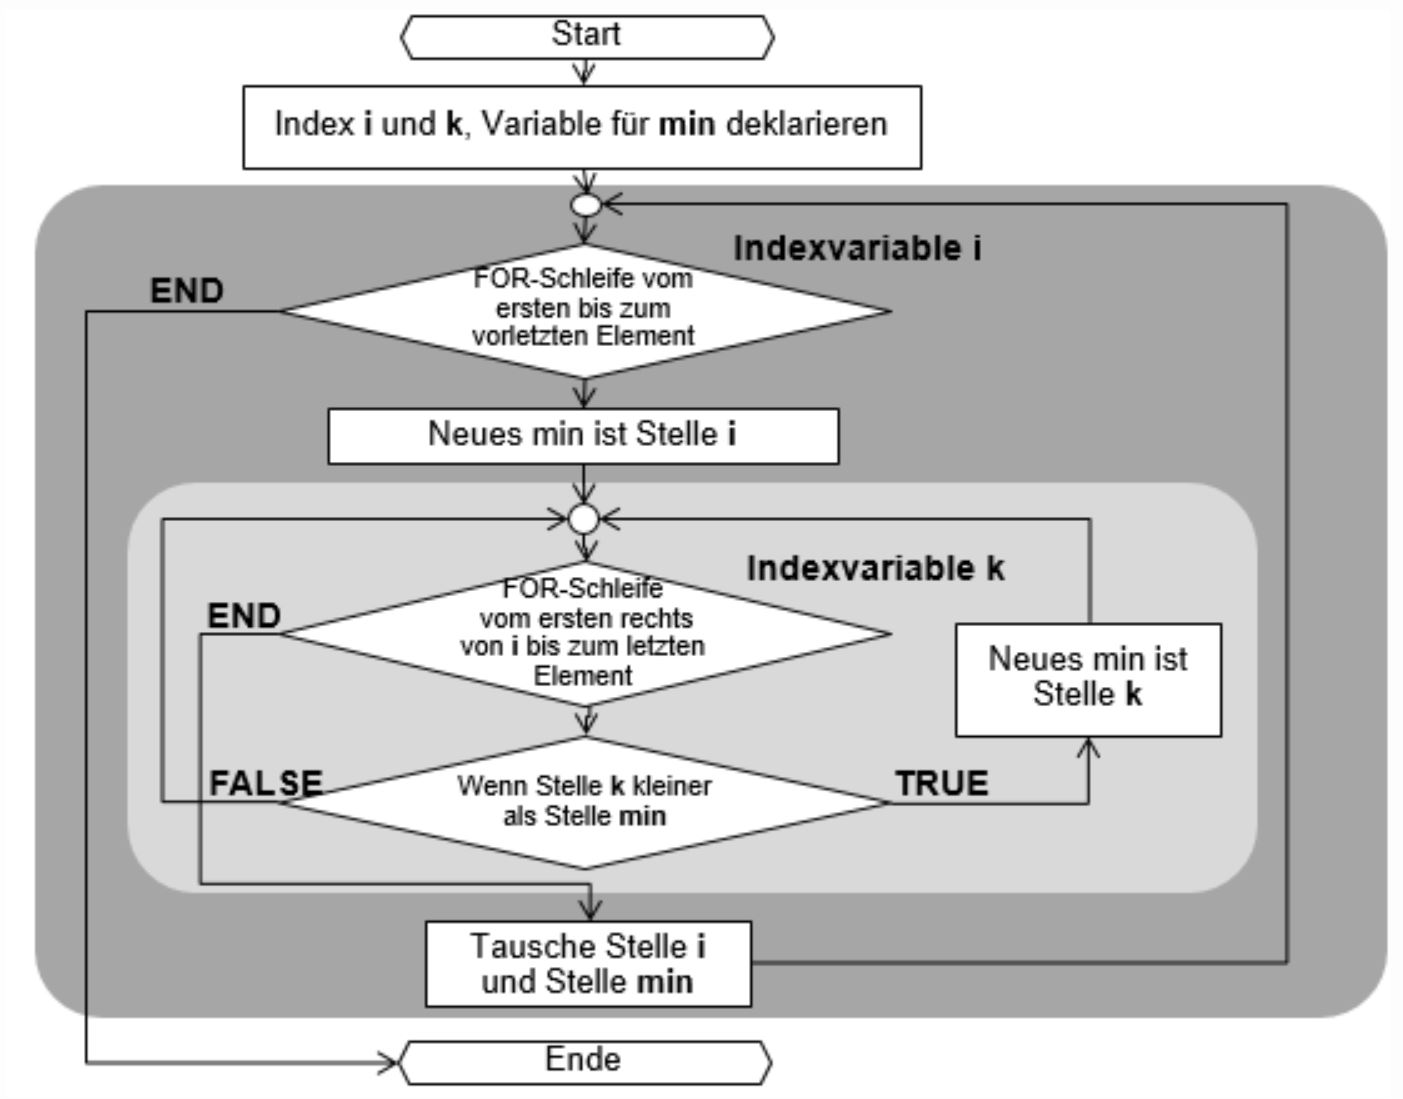 Start
Index i und k, Variable für min deklarieren
Indexvariable i
END
FOR-Schleife vom
ersten bis zum
vorletzten Element
Neues min ist Stelle i
Indexvariable k
END
FOR-Schleife
vom ersten rechts
von i bis zum letzten
Element
Neues min ist
Stelle k
FALSE
Wenn Stelle k kleiner
als Stelle min
TRUE
Tausche Stelle i
und Stelle min
Ende